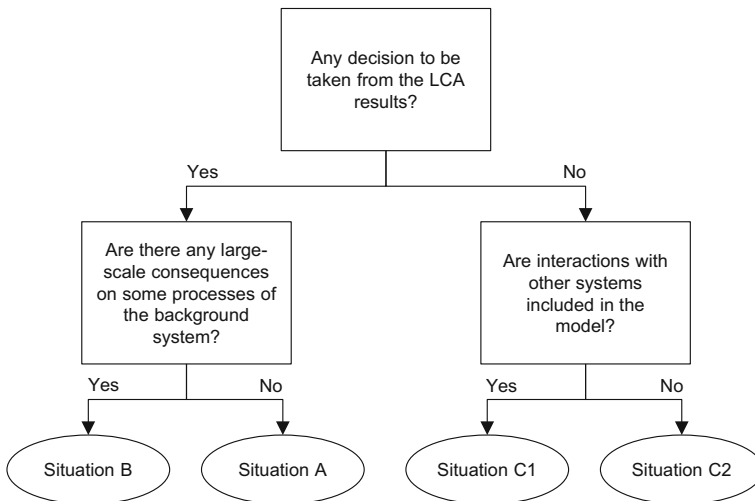 Any decision to be
taken from the LCA
results?
Yes
No
Are there any large-
scale consequences
on some processes of
the background
system?
Are interactions with
other systems
included in the
model?
Yes
No
Yes
No
Situation B
Situation A
Situation C1
Situation C2